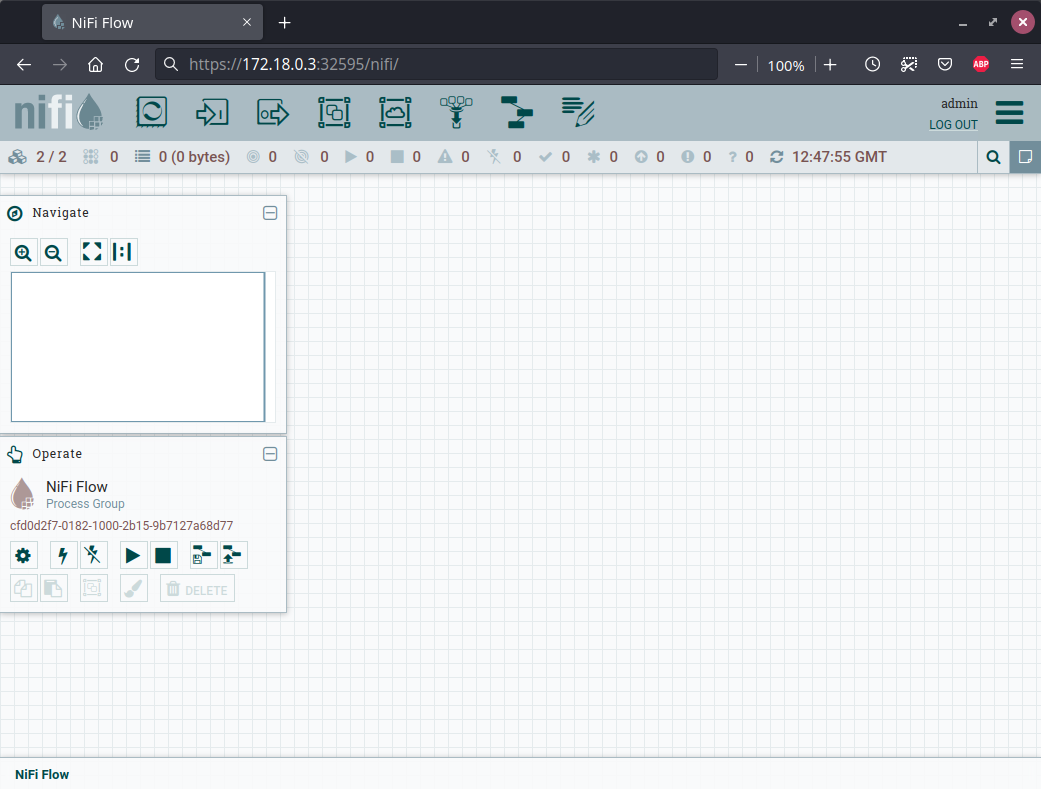 NiFi Flow
https://172.18.0.3:32595/nifi/
100%
ABP
nifi
admin
LOG OUT
2 / 2 0 0 (0 bytes) 0 0 0 0 0 0 0 0 0 0 0 12:47:55 GMT
Navigate
Operate
NiFi Flow
Process Group
cfd0d2f7-0182-1000-2b15-9b7127a68d77
DELETE
NiFi Flow